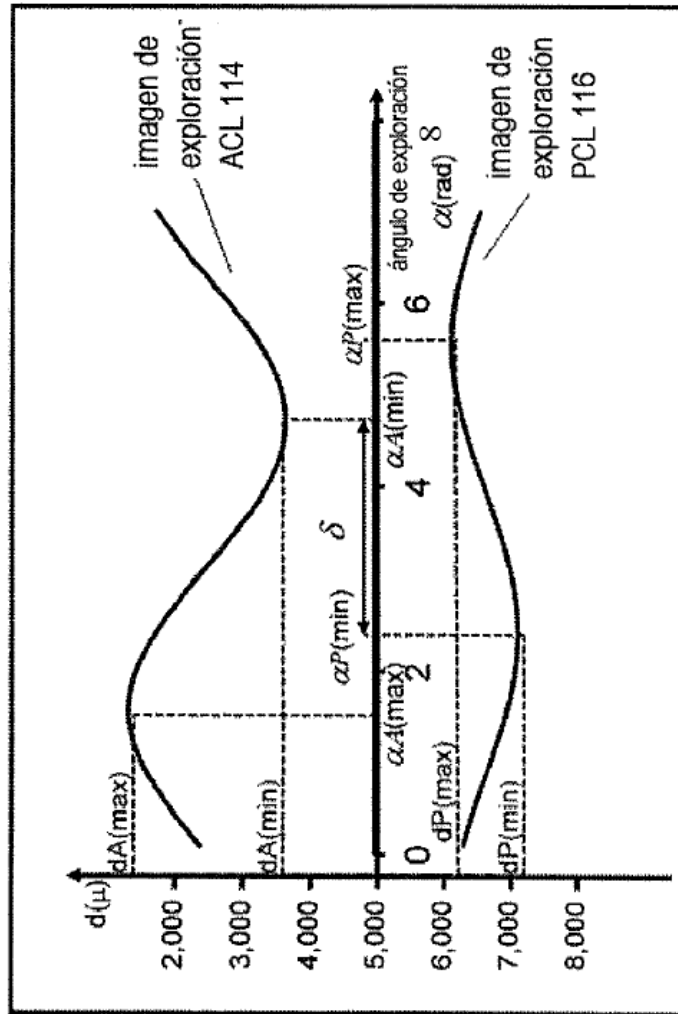 d(μ)
dA(max)
dA(min)
2,000
3,000
4,000
5,000
6,000
7,000
8,000
dP(max)
dP(min)
0
2
4
6
8
αA(max)
αP(min)
δ
αA(min)
αP(max)
ángulo de exploración
α(rad)
imagen de
exploración
ACL 114
imagen de
exploración
PCL 116